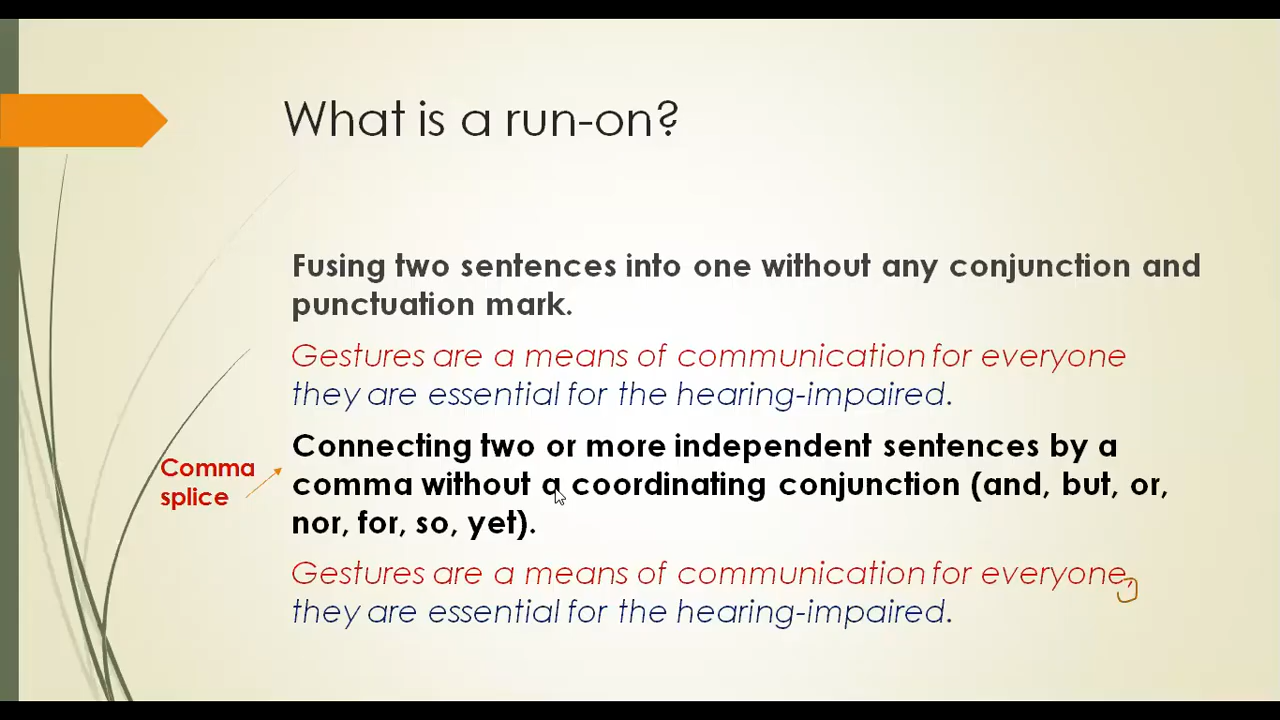 What is a run-on?
Fusing two sentences into one without any conjunction and
punctuation mark.
Gestures are a means of communication for everyone
they are essential for the hearing-impaired.
Comma
splice
Connecting two or more independent sentences by a
comma without a coordinating conjunction (and, but, or,
nor, for, so, yet).
Gestures are a means of communication for everyone,
they are essential for the hearing-impaired.